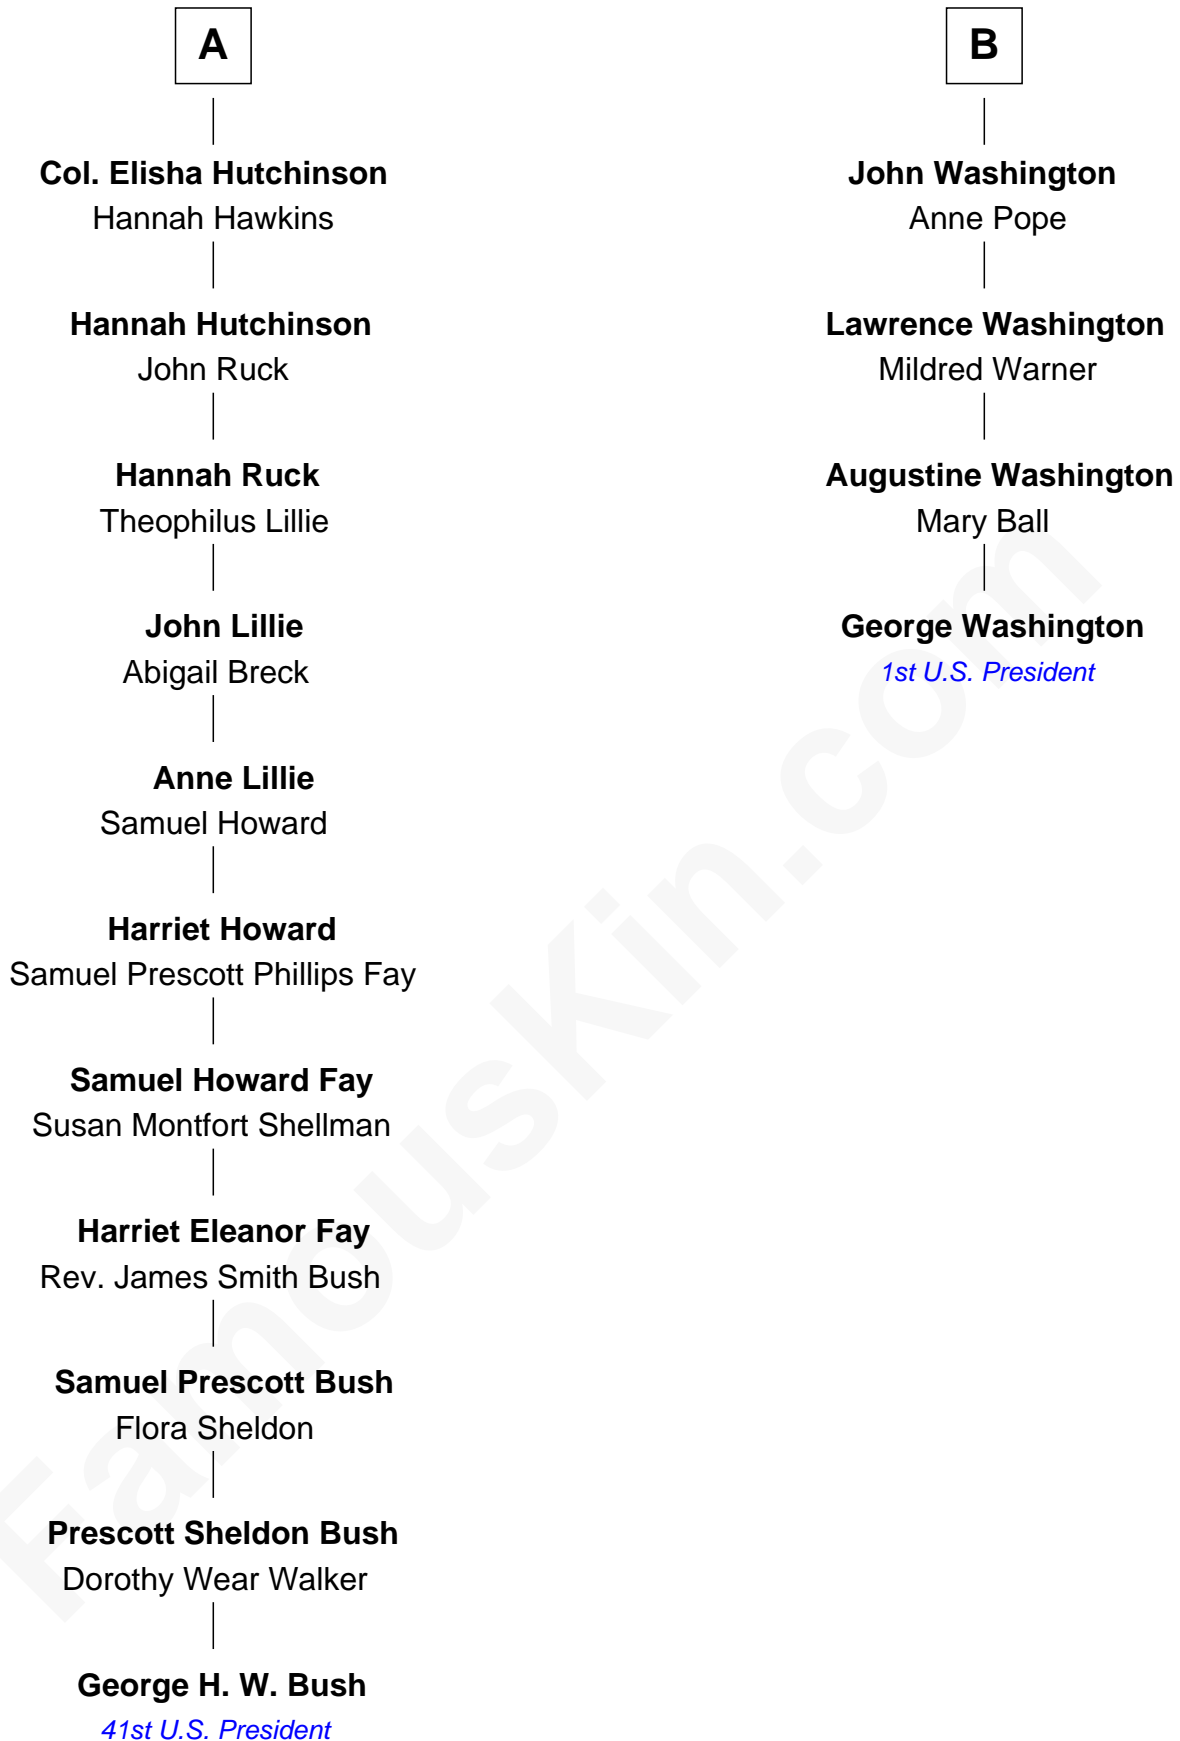 A
Col. Elisha Hutchinson
Hannah Hawkins
Hannah Hutchinson
John Ruck
Hannah Ruck
Theophilus Lillie
John Lillie
Abigail Breck
Anne Lillie
Samuel Howard
Harriet Howard
Samuel Prescott Phillips Fay
Samuel Howard Fay
Susan Montfort Shellman
Harriet Eleanor Fay
Rev. James Smith Bush
Samuel Prescott Bush
Flora Sheldon
Prescott Sheldon Bush
Dorothy Wear Walker
George H. W. Bush
41st U.S. President
B
John Washington
Anne Pope
Lawrence Washington
Mildred Warner
Augustine Washington
Mary Ball
George Washington
1st U.S. President
FamousKin.com